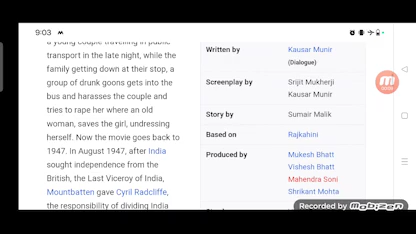 9:03
a young couple travelling in public
transport in the late night, while the
family getting down at their stop, a
group of drunk goons gets into the
bus and harasses the couple and
tries to rape her where an old
woman, saves the girl, undressing
herself. Now the movie goes back to
1947. In August 1947, after India
sought independence from the
British, the Last Viceroy of India,
Mountbatten gave Cyril Radcliffe,
the responsibility of dividing India
Written by Kausar Munir
(Dialogue)
Screenplay by Srijit Mukherji
Kausar Munir
Story by Sumair Malik
Based on Rajkahini
Produced by Mukesh Bhatt
Vishesh Bhatt
Mahendra Soni
Shrikant Mohta
Recorded by Mobizen